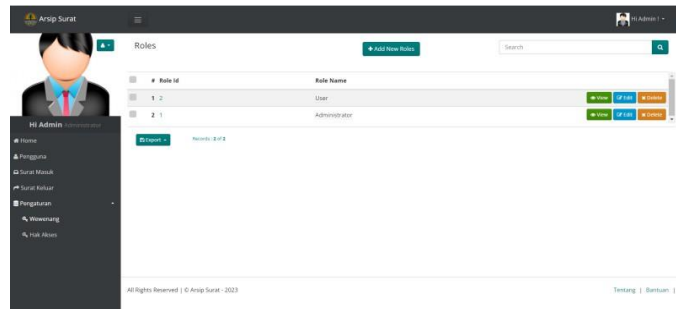 Arsip Surat
Hi Admin !
Roles
+ Add New Roles
Search
# Role Id Role Name
1 2 User View Edit Delete
2 1 Administrator View Edit Delete
Export
Records : 2 of 2
Hi Admin Administrator
Home
Pengguna
Surat Masuk
Surat Keluar
Pengaturan
Wewenang
Hak Akses
All Rights Reserved | © Arsip Surat - 2023
Tentang | Bantuan |